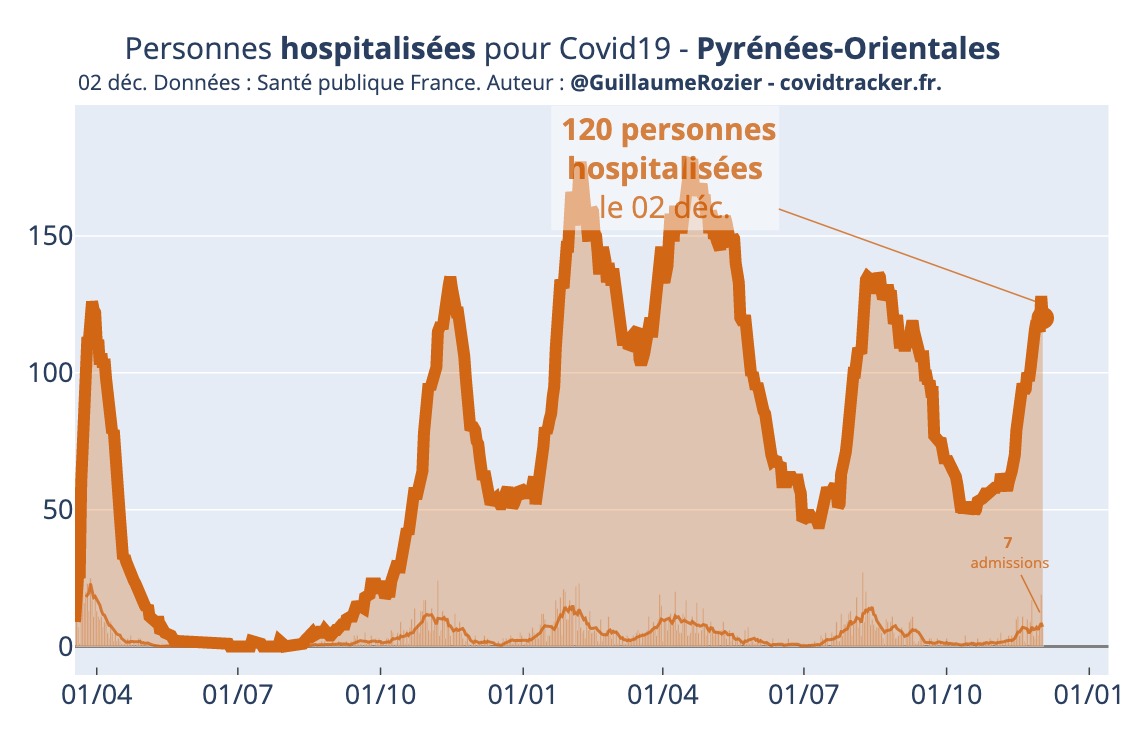 Personnes hospitalisées pour Covid19 - Pyrénées-Orientales
02 déc. Données : Santé publique France. Auteur : @GuillaumeRozier - covidtracker.fr.
120 personnes
hospitalisées
le 02 déc.
150
100
50
7
admissions
0
01/04 01/07 01/10 01/01 01/04 01/07 01/10 01/01